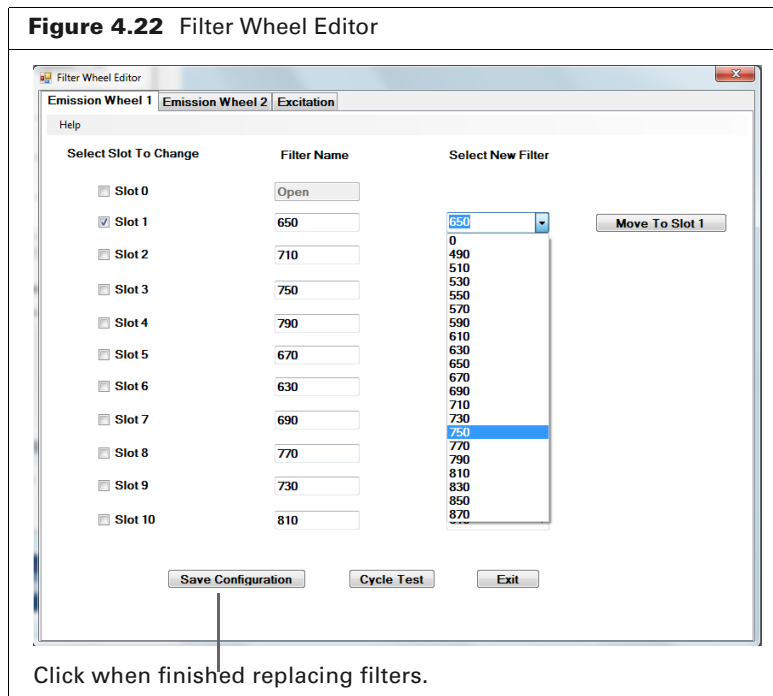 Figure 4.22 Filter Wheel Editor
Filter Wheel Editor
x
Emission Wheel 1 Emission Wheel 2 Excitation
Help
Select Slot To Change Filter Name Select New Filter
Slot 0 Open
Slot 1 650 650 Move To Slot 1
0
490
Slot 2 710
510
530
550
Slot 3 750
570
590
Slot 4 790
610
630
Slot 5 670
650
670
Slot 6 630
690
710
Slot 7 690
730
750
770
Slot 8 770
790
810
Slot 9 730
830
850
Slot 10 810
870
Save Configuration Cycle Test Exit
Click when finished replacing filters.